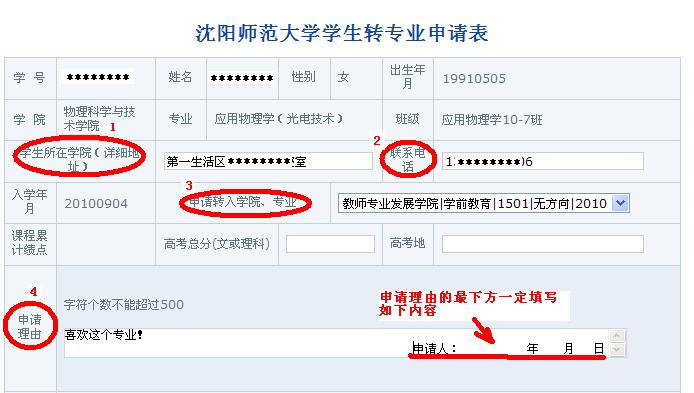 沈阳师范大学学生转专业申请表
学 号 ******** 姓名 ******** 性别 女 出生年月 19910505
学 院 物理科学与技术学院 1 专业 应用物理学(光电技术) 班级 应用物理学10-7班
学生所在学院(详细地址) 第一生活区********室 2 联系电话 1********06
入学年月 20100904 3 申请转入学院、专业 教师专业发展学院|学前教育|1501|无方向|2010
课程累计绩点 高考总分(文或理科) 高考地
4 申请理由
字符个数不能超过500
申请理由的最下方一定填写
如下内容
喜欢这个专业!
申请人: 年 月 日